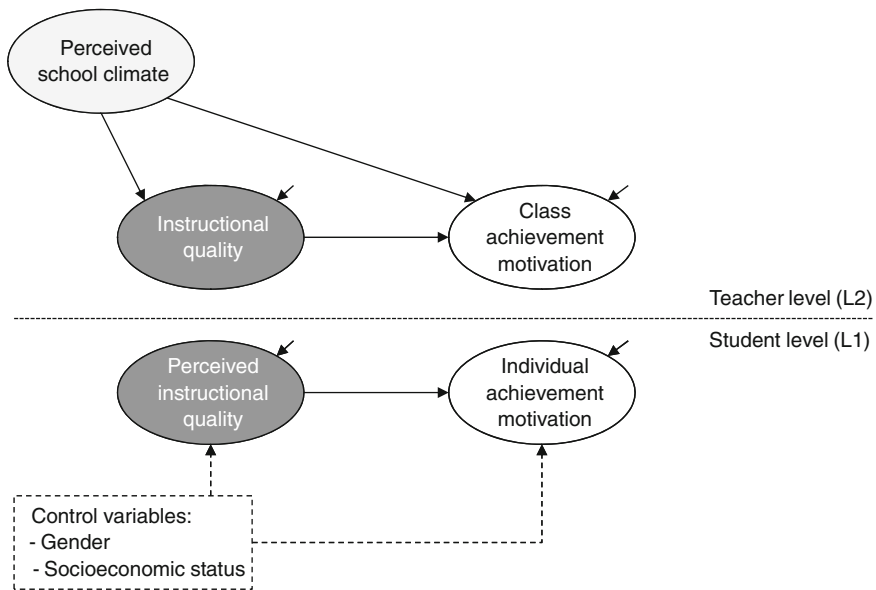 Perceived
school climate
Instructional
quality
Class
achievement
motivation
Teacher level (L2)
Student level (L1)
Perceived
instructional
quality
Individual
achievement
motivation
Control variables:
- Gender
- Socioeconomic status